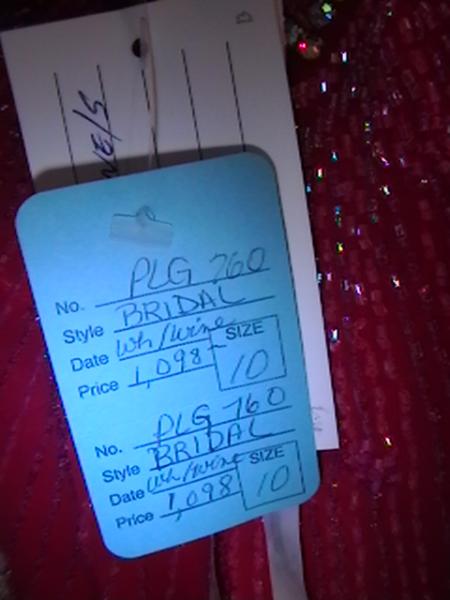 NE/S
No. PLG 760
Style BRIDAL
Date Wh/wine SIZE
Price 1,098- 10
No. PLG 760
Style BRIDAL
Date Wh/wine SIZE
Price 1,098 10